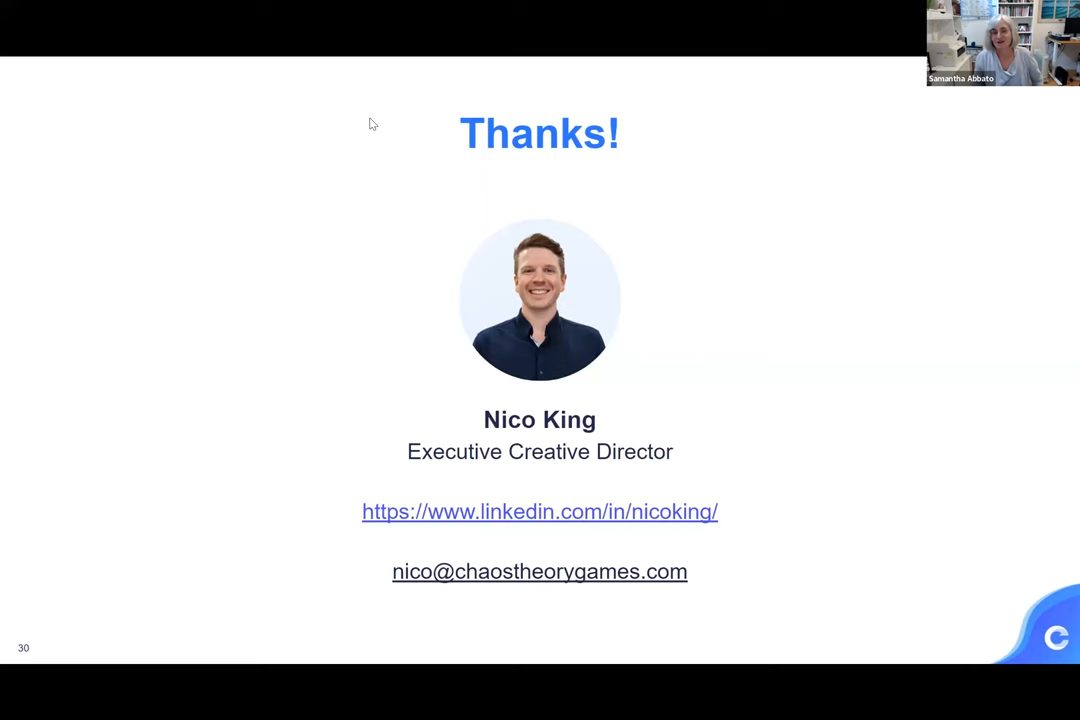 Samantha Abbato
Thanks!
Nico King
Executive Creative Director
https://www.linkedin.com/in/nicoking/
nico@chaostheorygames.com
30